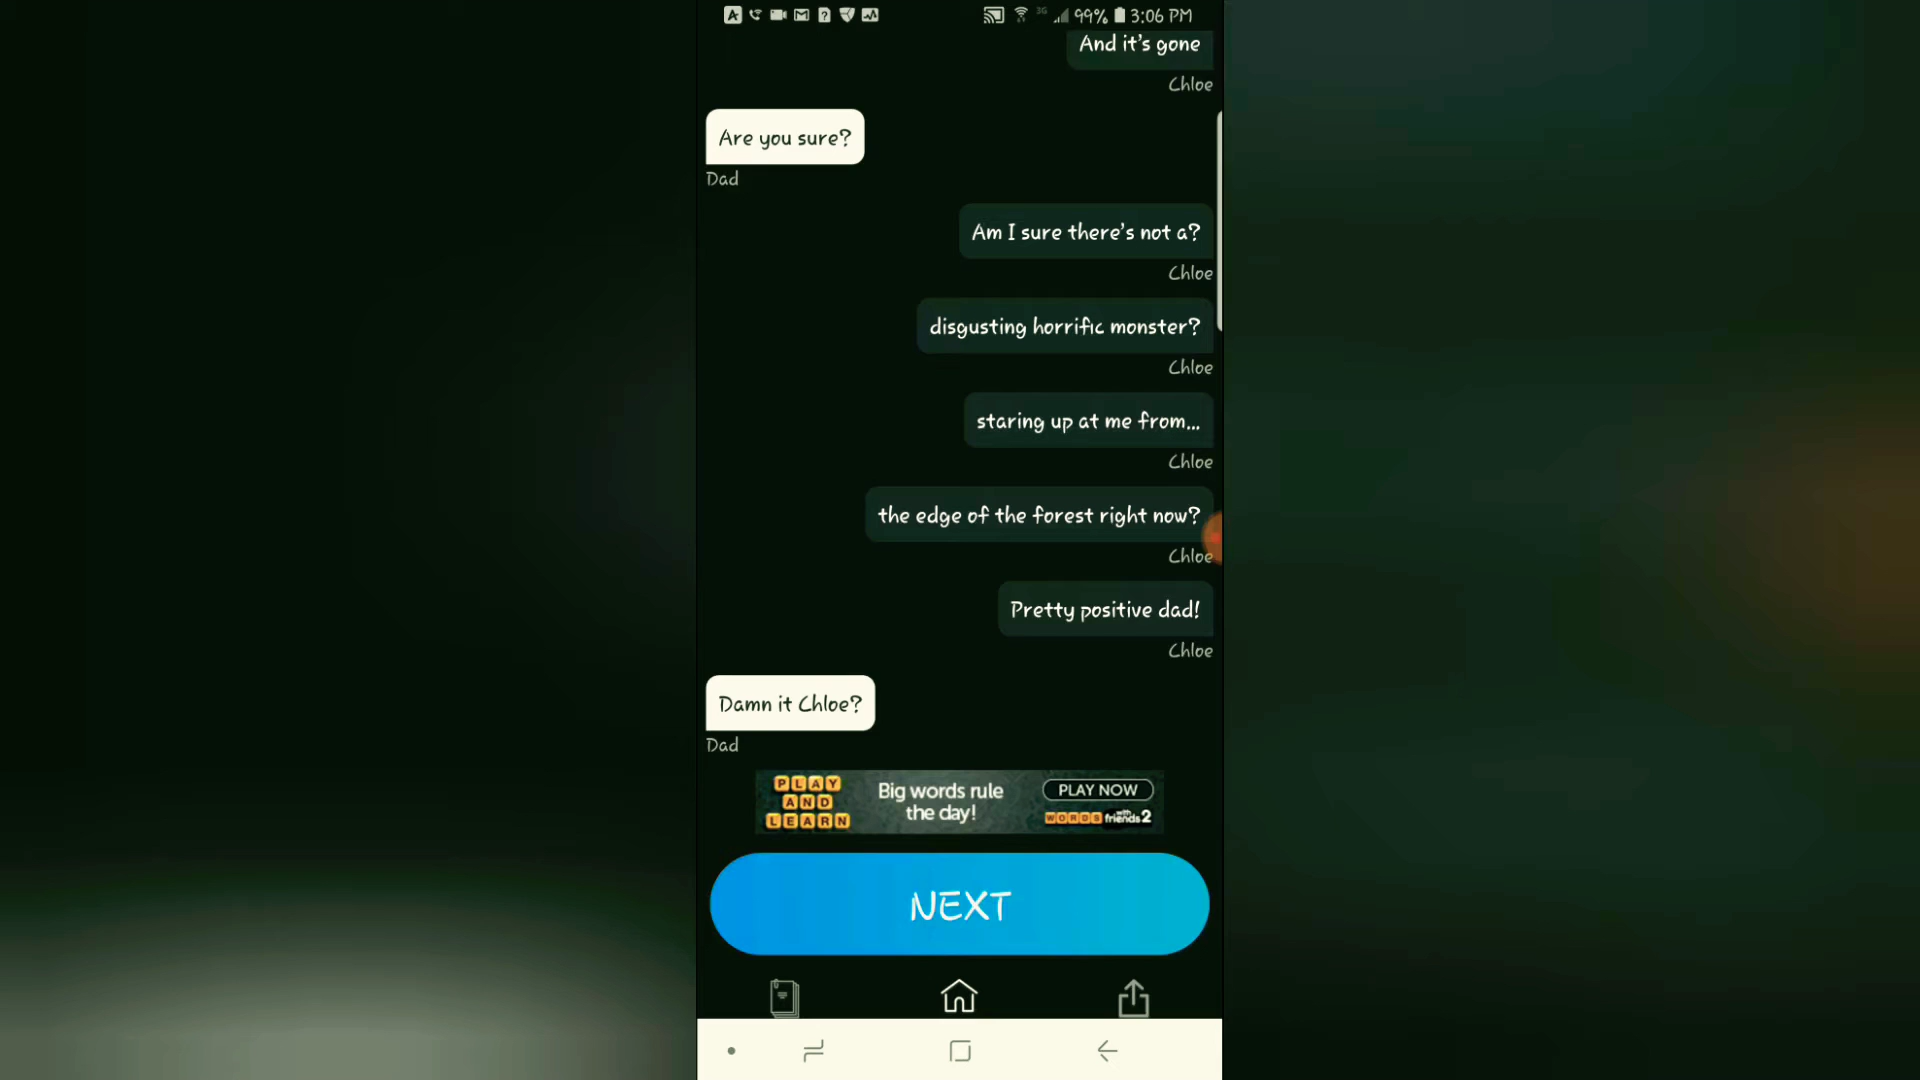 3G 99% 3:06 PM
And it's gone
Chloe
Are you sure?
Dad
Am I sure there's not a?
Chloe
disgusting horrific monster?
Chloe
staring up at me from...
Chloe
the edge of the forest right now?
Chloe
Pretty positive dad!
Chloe
Damn it Chloe?
Dad
PLAY
AND
LEARN
Big words rule
the day!
PLAY NOW
WORDS with friends 2
NEXT